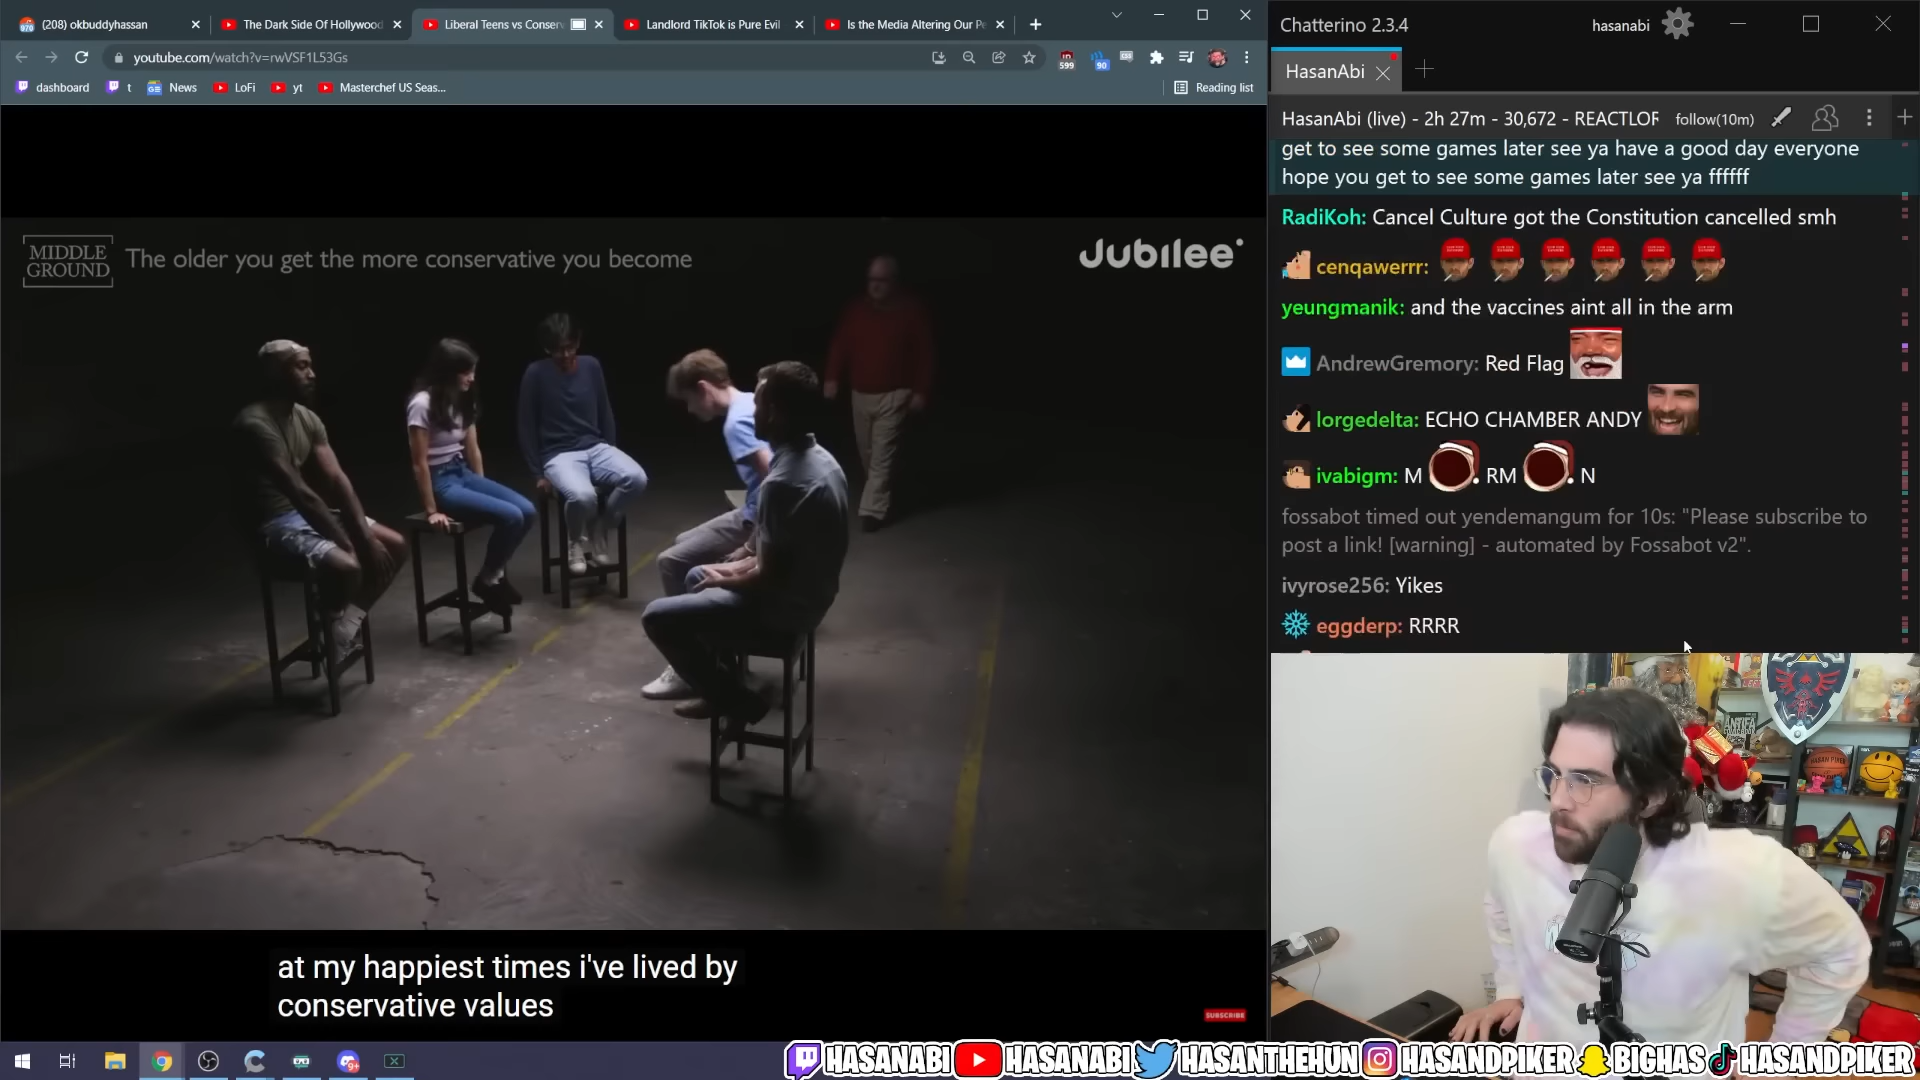 (208) okbuddyhassan
The Dark Side Of Hollywood
Liberal Teens vs Conser
Landlord TikTok is Pure Evil
Is the Media Altering Our Pe
youtube.com/watch?v=rwVSF1L53Gs
599
90
dashboard
t
News
LoFi
yt
Masterchef US Seas...
Reading list
MIDDLE
GROUND
The older you get the more conservative you become
Jubilee
at my happiest times i've lived by
conservative values
SUBSCRIBE
Chatterino 2.3.4
hasanabi
HasanAbi
HasanAbi (live) - 2h 27m - 30,672 - REACTLOR
follow(10m)
get to see some games later see ya have a good day everyone
hope you get to see some games later see ya ffffff
RadiKoh: Cancel Culture got the Constitution cancelled smh
cenqawerrr:
yeungmanik: and the vaccines aint all in the arm
AndrewGremory: Red Flag
lorgedelta: ECHO CHAMBER ANDY
ivabigm: M RM N
fossabot timed out yendemangum for 10s: "Please subscribe to
post a link! [warning] - automated by Fossabot v2".
ivyrose256: Yikes
eggderp: RRRR
HASANABI HASANABI HASANTHEHUN HASANDPIKER BIGHAS HASANDPIKER